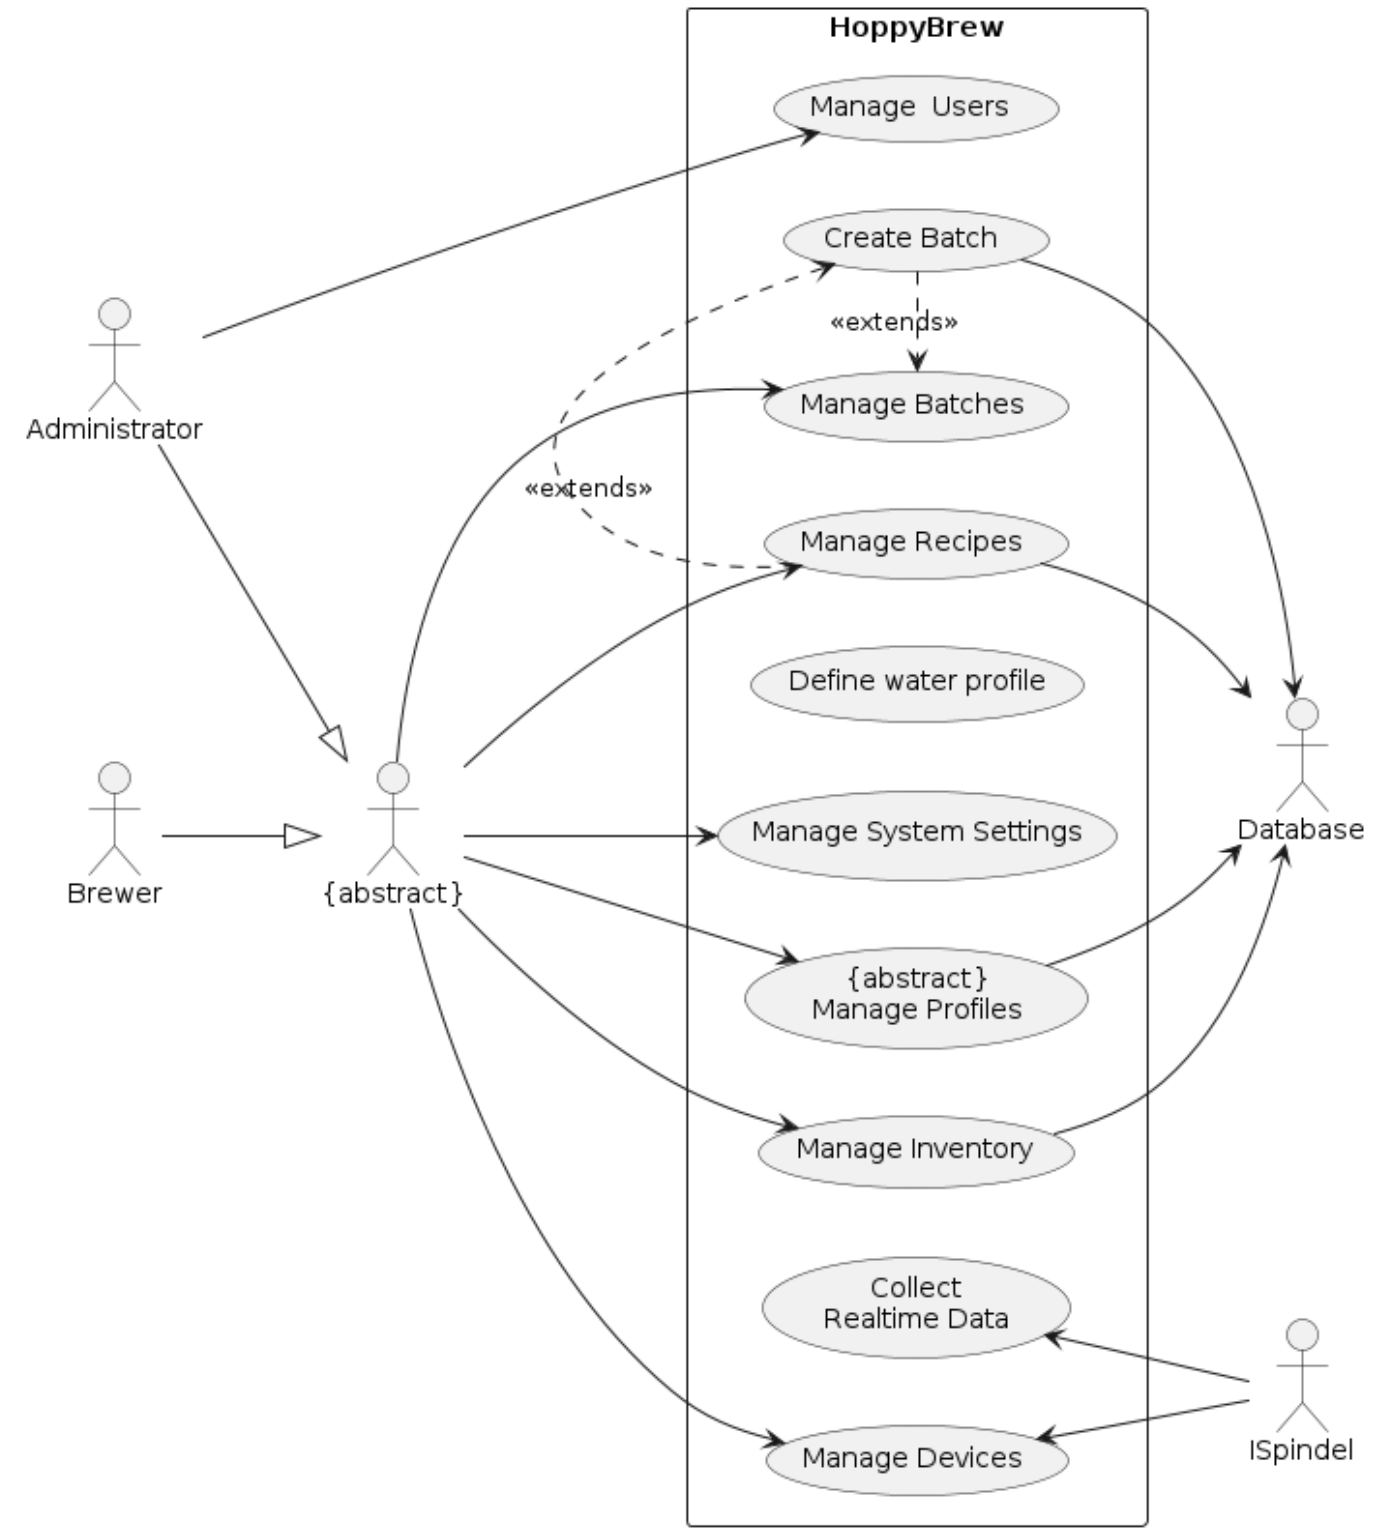 HoppyBrew
Manage  Users
Create Batch
«extends»
Manage Batches
Administrator
«extends»
Manage Recipes
Define water profile
Manage System Settings
Database
Brewer
{abstract}
{abstract}
Manage Profiles
Manage Inventory
Collect
Realtime Data
Manage Devices
ISpindel